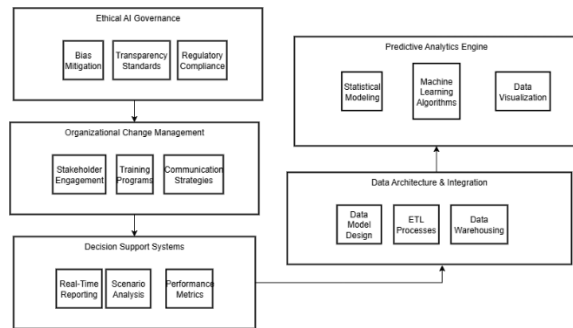 Ethical AI Governance
Bias
Mitigation
Transparency
Standards
Regulatory
Compliance
Organizational Change Management
Stakeholder
Engagement
Training
Programs
Communication
Strategies
Decision Support Systems
Real-Time
Reporting
Scenario
Analysis
Performance
Metrics
Predictive Analytics Engine
Statistical
Modeling
Machine
Learning
Algorithms
Data
Visualization
Data Architecture & Integration
Data
Model
Design
ETL
Processes
Data
Warehousing